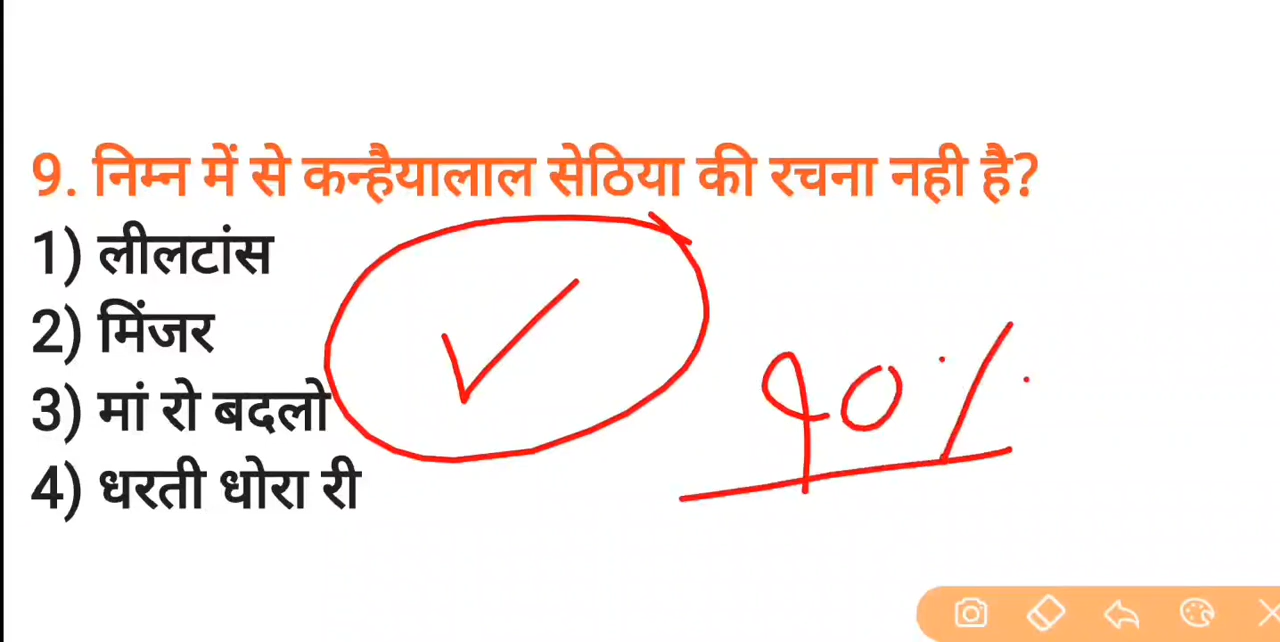 9. निम्न में से कन्हैयालाल सेठिया की रचना नही है?
1) लीलटांस
2) मिंजर
3) मां रो बदलो
4) धरती धोरा री
90%